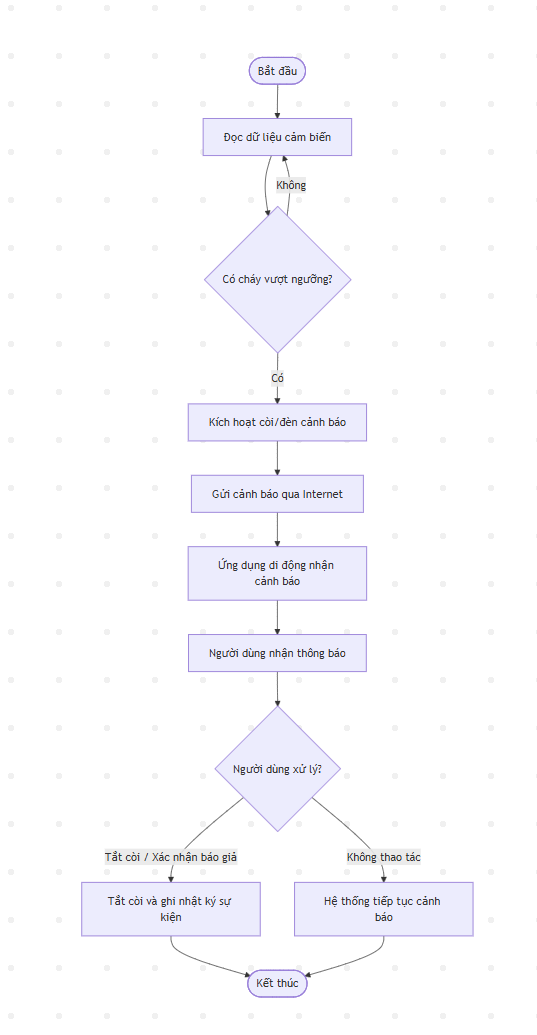 Bắt đầu
Đọc dữ liệu cảm biến
Không
Có cháy vượt ngưỡng?
Có
Kích hoạt còi/đèn cảnh báo
Gửi cảnh báo qua Internet
Ứng dụng di động nhận
cảnh báo
Người dùng nhận thông báo
Người dùng xử lý?
Tắt còi / Xác nhận báo giả
Không thao tác
Tắt còi và ghi nhật ký sự
kiện
Hệ thống tiếp tục cảnh
báo
Kết thúc